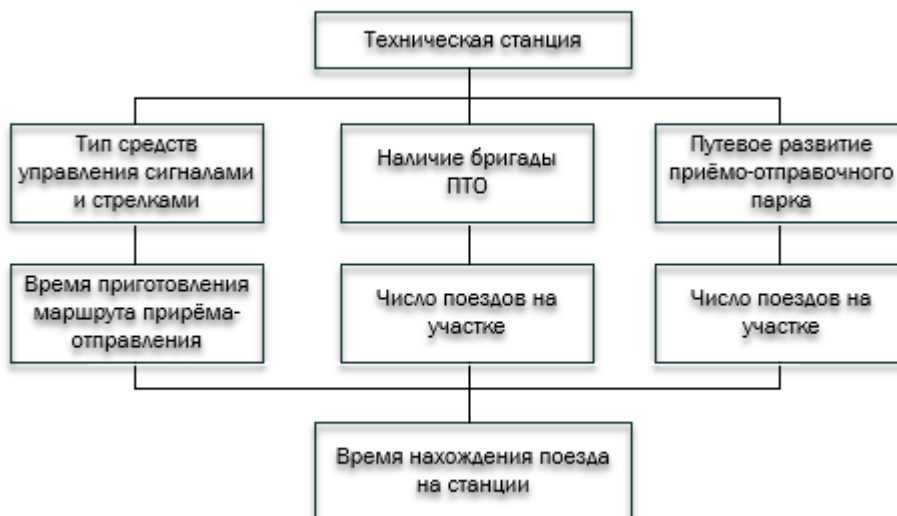 Техническая станция
Тип средств
управления сигналами
и стрелками
Наличие бригады
ПТО
Путевое развитие
приёмо-отправочного
парка
Время приготовления
маршрута прирёма-
отправления
Число поездов на
участке
Число поездов на
участке
Время нахождения поезда
на станции